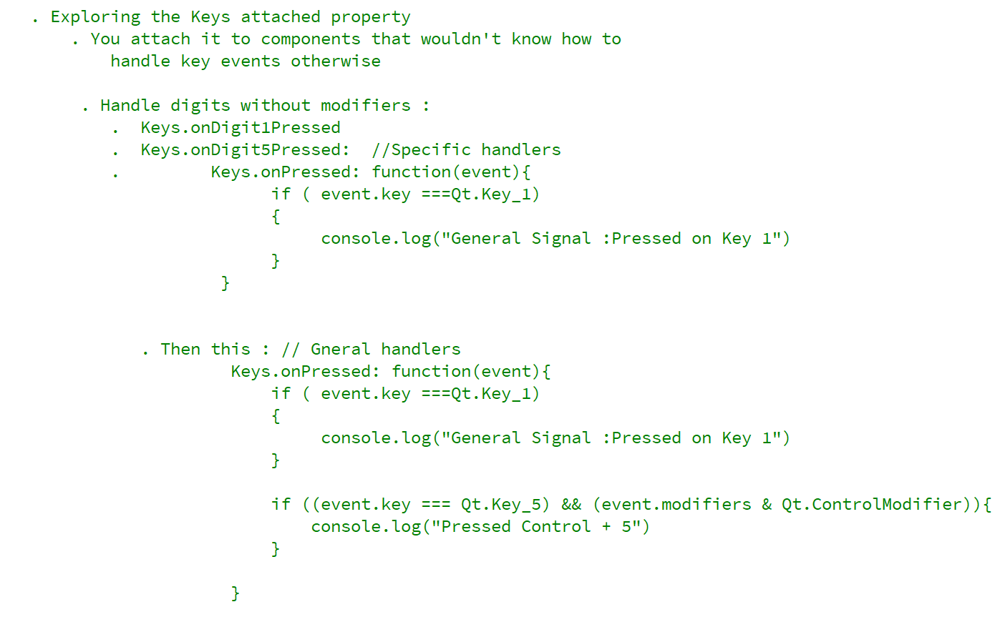 . Exploring the Keys attached property
. You attach it to components that wouldn't know how to
handle key events otherwise
. Handle digits without modifiers :
. Keys.onDigit1Pressed
. Keys.onDigit5Pressed: //Specific handlers
. Keys.onPressed: function(event){
if ( event.key ===Qt.Key_1)
{
console.log("General Signal :Pressed on Key 1")
}
}
. Then this : // Gneral handlers
Keys.onPressed: function(event){
if ( event.key ===Qt.Key_1)
{
console.log("General Signal :Pressed on Key 1")
}
if ((event.key === Qt.Key_5) && (event.modifiers & Qt.ControlModifier)){
console.log("Pressed Control + 5")
}
}